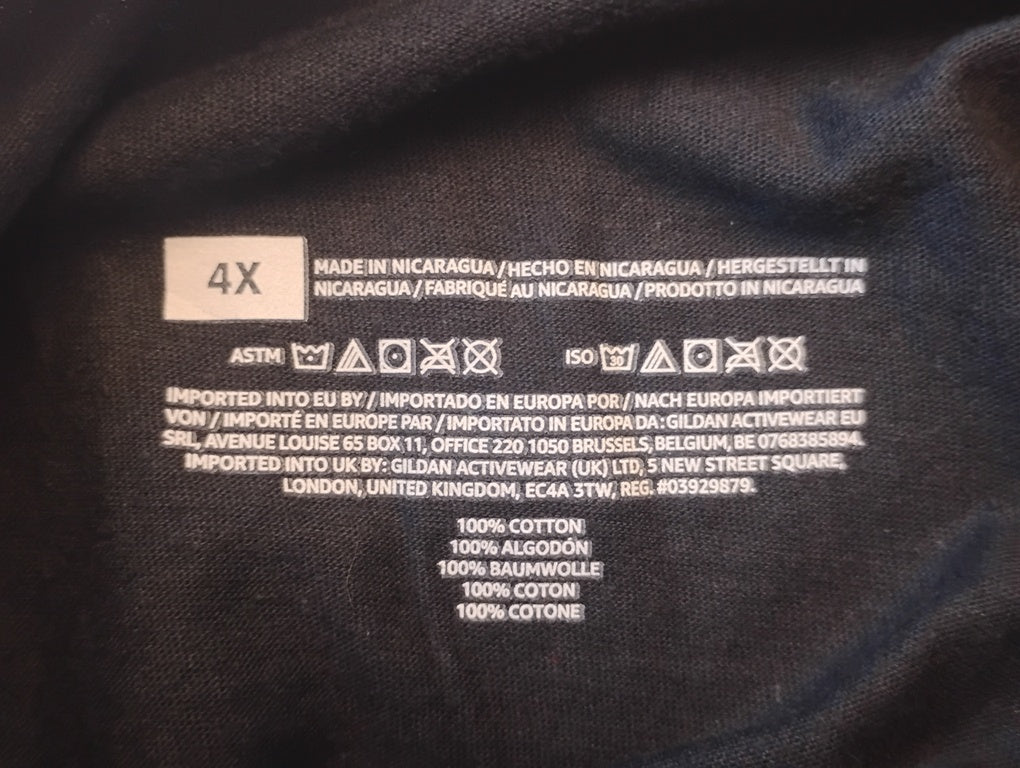 4X
MADE IN NICARAGUA / HECHO EN NICARAGUA / HERGESTELLT IN
NICARAGUA / FABRIQUÉ AU NICARAGUA / PRODOTTO IN NICARAGUA
ASTM ISO 30
IMPORTED INTO EU BY / IMPORTADO EN EUROPA POR / NACH EUROPA IMPORTIERT
VON / IMPORTÉ EN EUROPE PAR / IMPORTATO IN EUROPA DA: GILDAN ACTIVEWEAR EU
SRL, AVENUE LOUISE 65 BOX 11, OFFICE 220 1050 BRUSSELS, BELGIUM, BE 0768385894.
IMPORTED INTO UK BY: GILDAN ACTIVEWEAR (UK) LTD, 5 NEW STREET SQUARE,
LONDON, UNITED KINGDOM, EC4A 3TW, REG. #03929879.
100% COTTON
100% ALGODÓN
100% BAUMWOLLE
100% COTON
100% COTONE